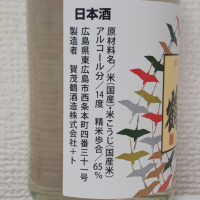 日本酒
原材料名/米(国産)・米こうじ(国産米)
アルコール分/14度 精米歩合/65%
広島県東広島市西条本町四番三十一号
製造者 賀茂鶴酒造株式会社+ト